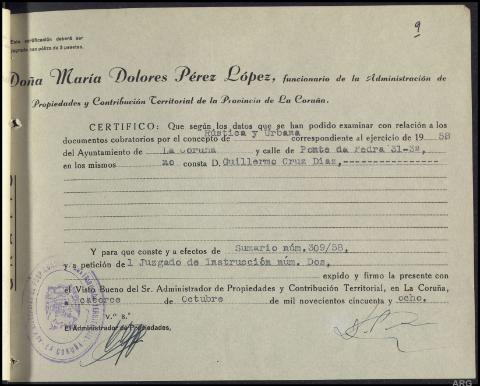 9
Esta certificación deberá ser
reintegrada con póliza de 3 pesetas.
Doña María Dolores Pérez López, funcionario de la Administración de
Propiedades y Contribución Territorial de la Provincia de La Coruña.
CERTIFICO: Que según los datos que se han podido examinar con relación a los
documentos cobratorios por el concepto de Rústica y Urbana correspondiente al ejercicio de 19 58
del Ayuntamiento de La Coruña y calle de Ponte da Pedra 31-32,
en los mismos no consta D. Guillermo Cruz Díaz,-----------------
Y para que conste y a efectos de Sumario núm. 309/58,
y a petición del Juzgado de Instrucción núm. Dos,
expido y firmo la presente con
el Visto Bueno del Sr. Administrador de Propiedades y Contribución Territorial, en La Coruña,
catorce de Octubre de mil novecientos cincuenta y ocho.
V.º B.º
El Administrador de Propiedades,
LA CORUÑA
ARG